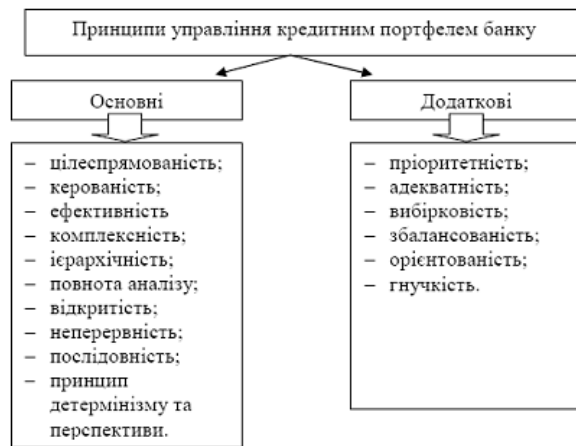 Принципи управління кредитним портфелем банку
Основні
Додаткові
– цілеспрямованість;
– керованість;
– ефективність
– комплексність;
– ієрархічність;
– повнота аналізу;
– відкритість;
– неперервність;
– послідовність;
– принцип
детермінізму та
перспективи.
– пріоритетність;
– адекватність;
– вибірковість;
– збалансованість;
– орієнтованість;
– гнучкість.